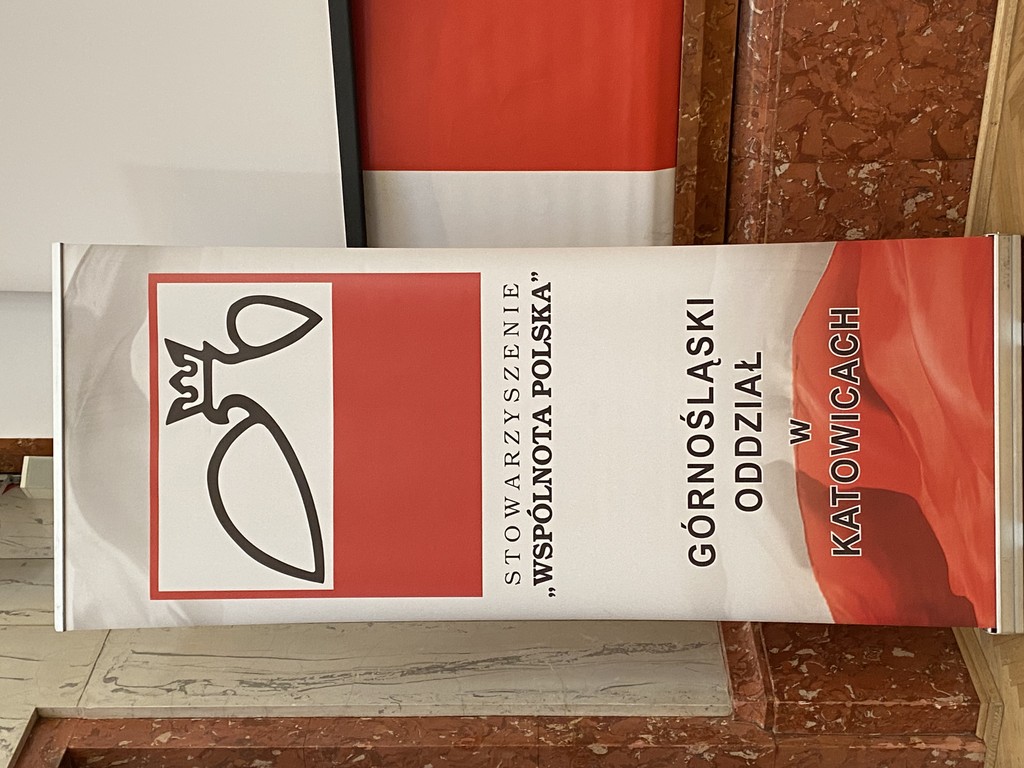 STOWARZYSZENIE
„WSPÓLNOTA POLSKA”
GÓRNOŚLĄSKI
ODDZIAŁ
W
KATOWICACH